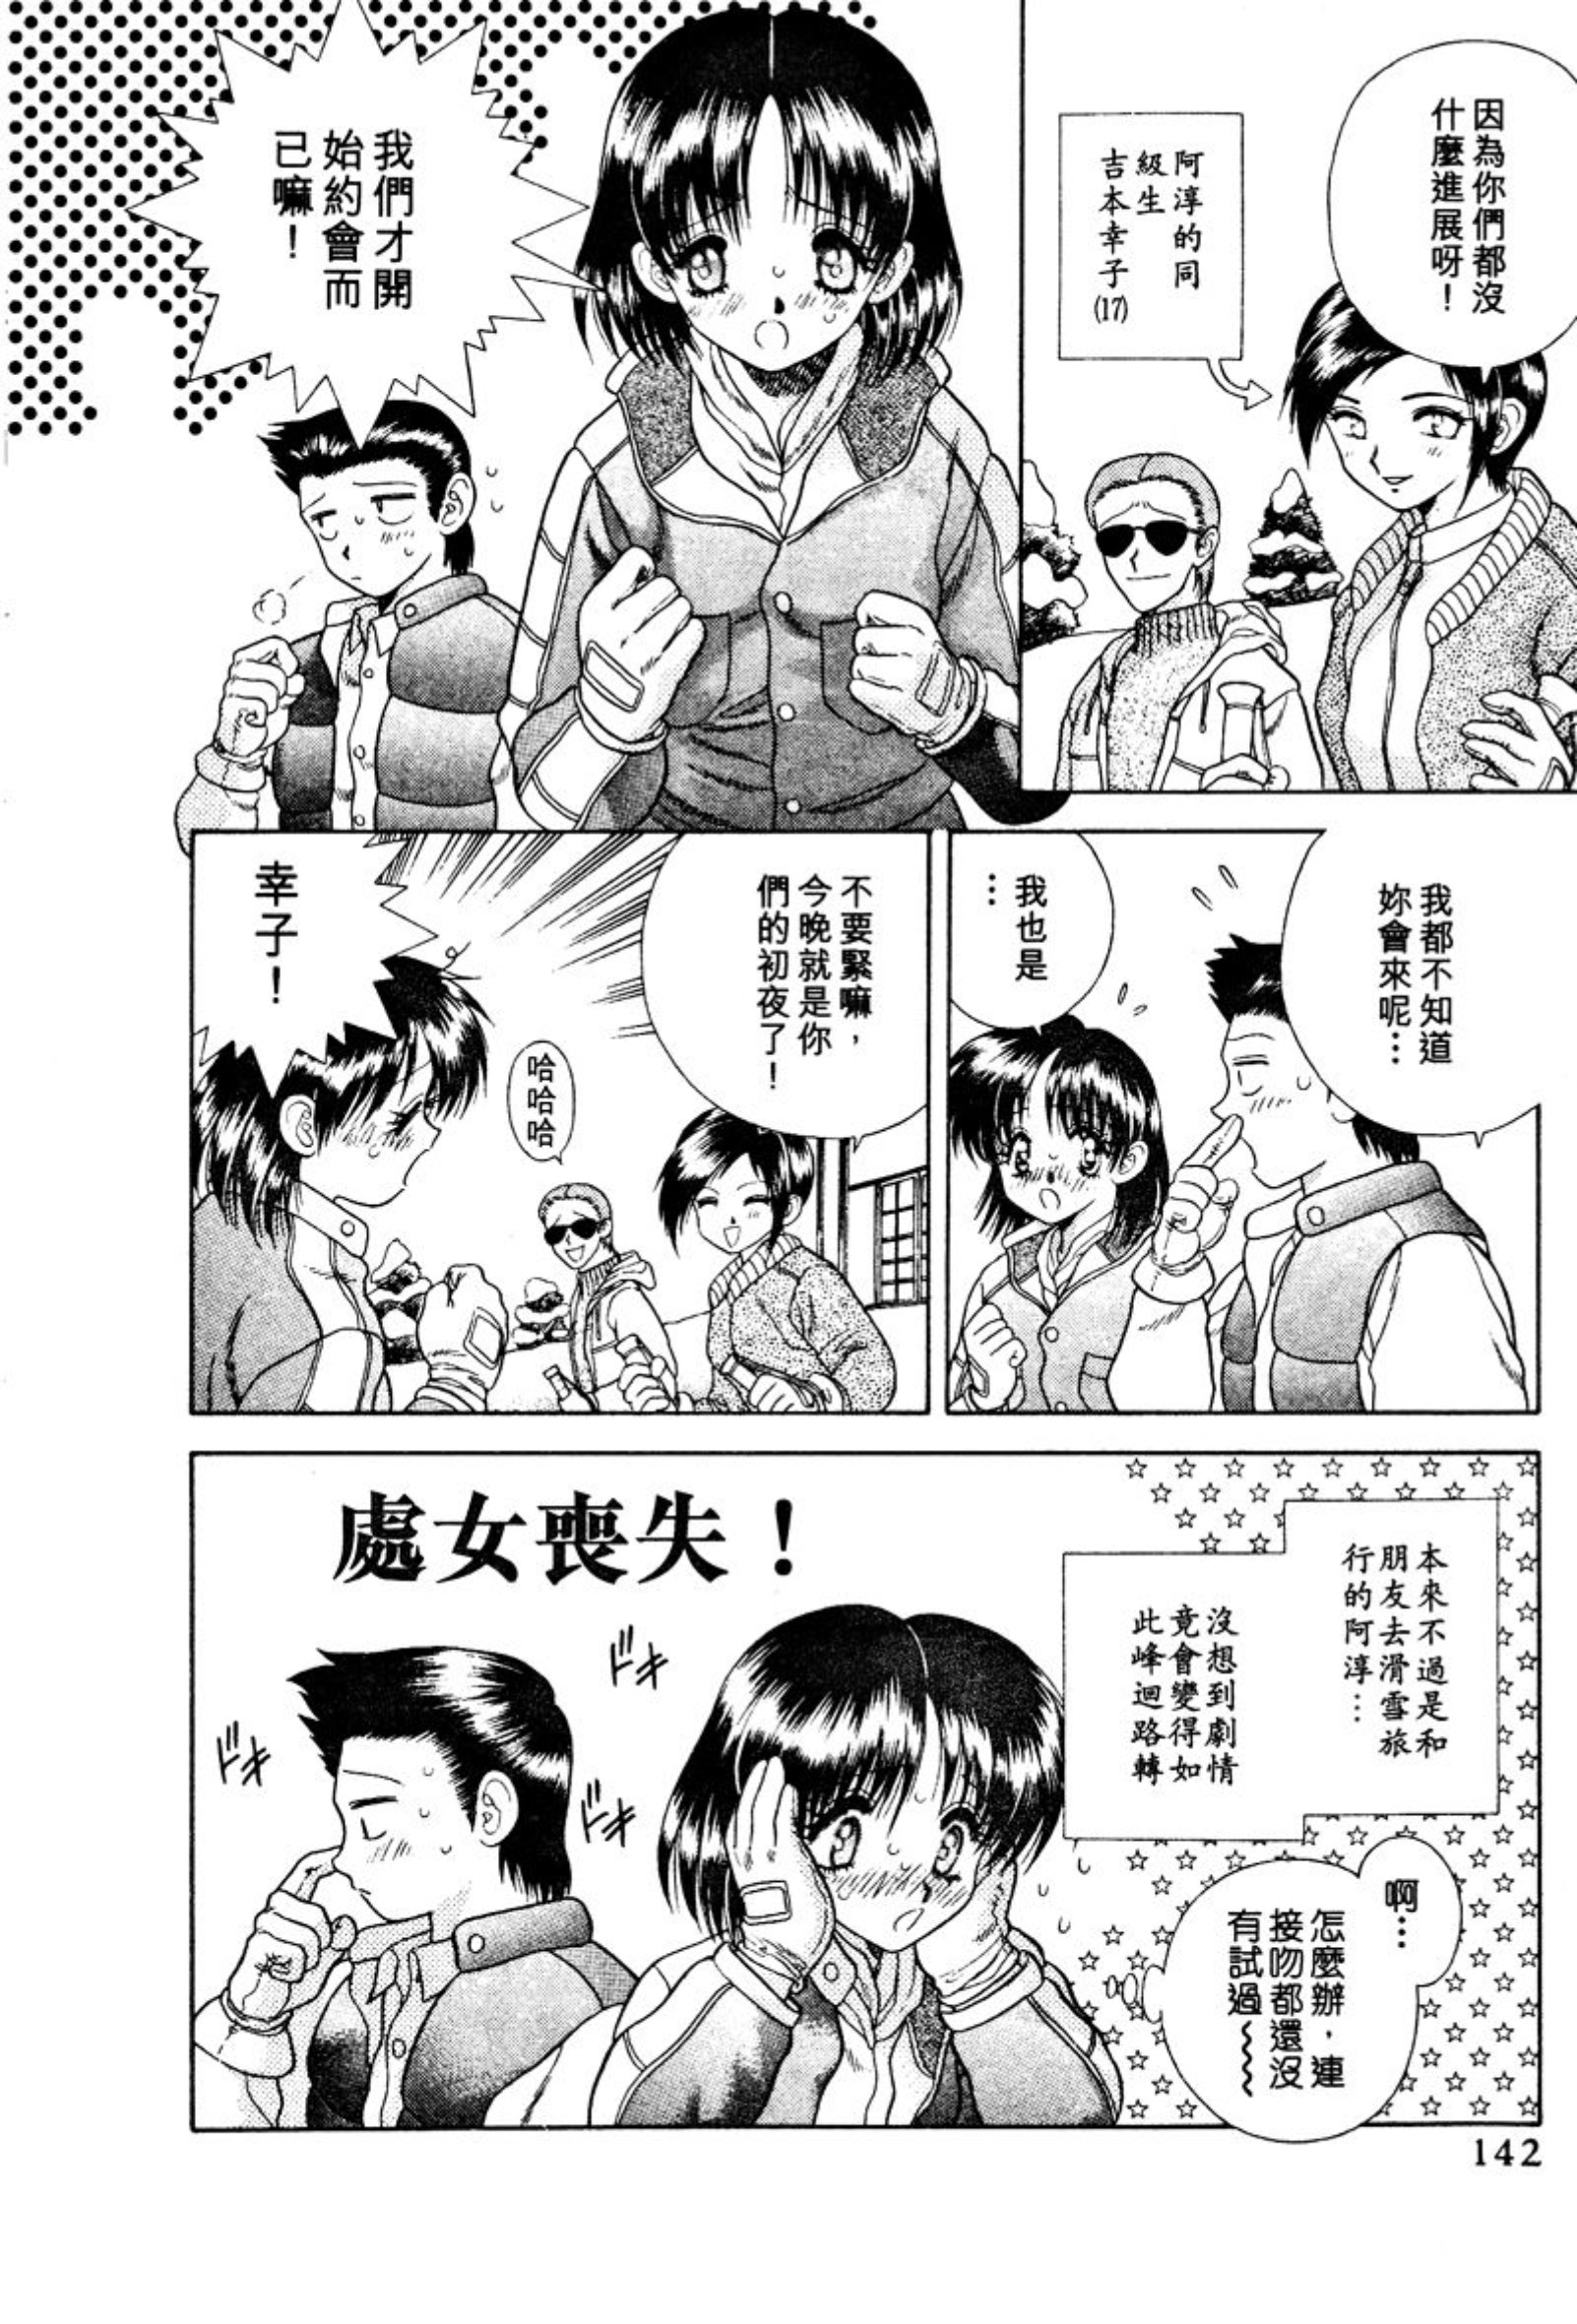 因為你們都沒
什麼進展呀！
阿淳的同
級生
吉本幸子
(17)
我們才開
始約會而
已嘛！
我都不知道
妳會來呢…
我也是
…
不要緊嘛，
今晚就是你
們的初夜了！
哈哈哈
幸子！
本來不過是和
朋友去滑雪旅
行的阿淳…
沒想到劇情
竟會變得如
此峰迴路轉
處女喪失！
啊…
怎麼辦，連
接吻都還沒
有試過～～～
ドキ
ドキ
ドキ
142